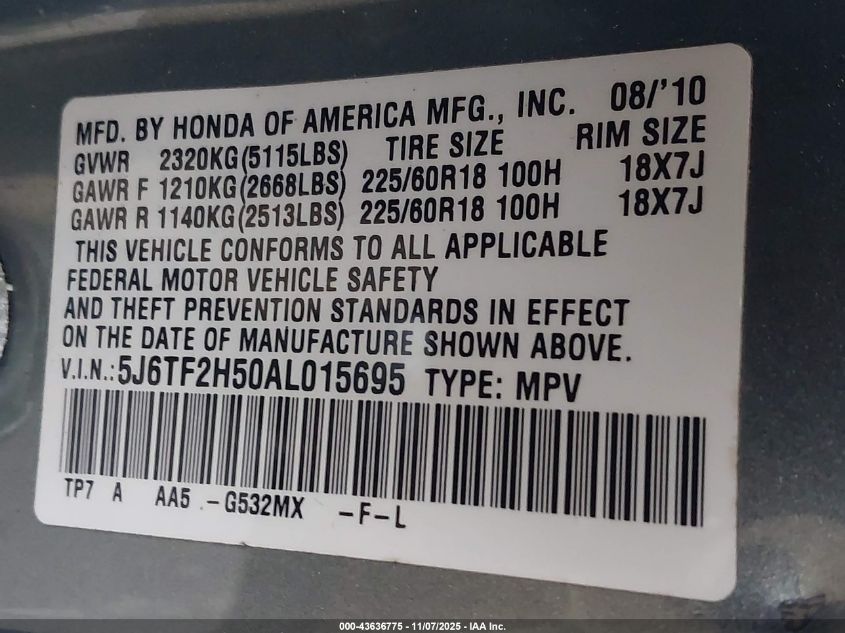 MFD. BY HONDA OF AMERICA MFG., INC. 08/'10
GVWR 2320KG(5115LBS) TIRE SIZE RIM SIZE
GAWR F 1210KG(2668LBS) 225/60R18 100H 18X7J
GAWR R 1140KG(2513LBS) 225/60R18 100H 18X7J
THIS VEHICLE CONFORMS TO ALL APPLICABLE
FEDERAL MOTOR VEHICLE SAFETY
AND THEFT PREVENTION STANDARDS IN EFFECT
ON THE DATE OF MANUFACTURE SHOWN ABOVE.
V.I.N.:5J6TF2H50AL015695 TYPE: MPV
TP7 A AA5 -G532MX -F-L
000-43636775 - 11/07/2025 - IAA Inc.